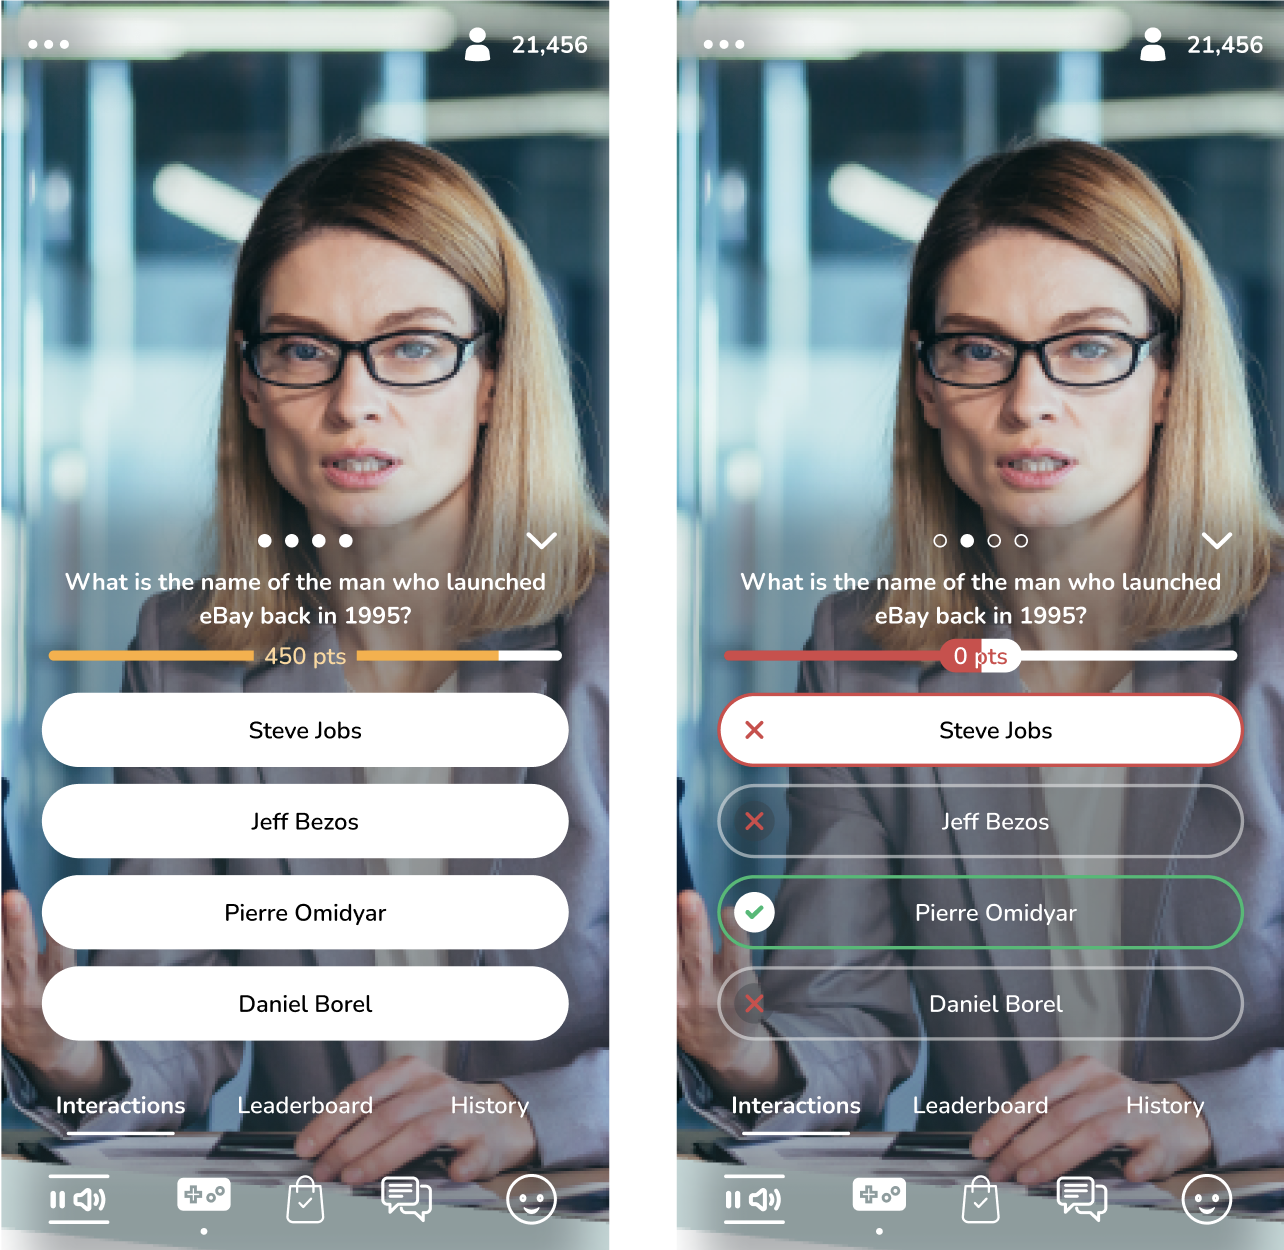 21,456
What is the name of the man who launched
eBay back in 1995?
450 pts
Steve Jobs
Jeff Bezos
Pierre Omidyar
Daniel Borel
Interactions Leaderboard History
21,456
What is the name of the man who launched
eBay back in 1995?
0 pts
Steve Jobs
Jeff Bezos
Pierre Omidyar
Daniel Borel
Interactions Leaderboard History